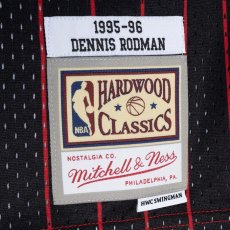 1995-96
DENNIS RODMAN
HARDWOOD
NBA
CLASSICS
NOSTALGIA CO.
Mitchell & Ness
PHILADELPHIA, PA.
HWC SWINGMAN